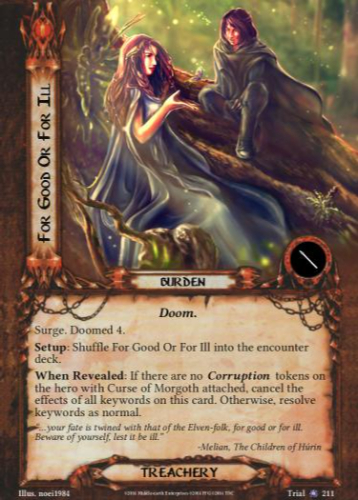 FOR GOOD OR FOR ILL
BURDEN
Doom.
Surge. Doomed 4.
Setup: Shuffle For Good Or For Ill into the encounter
deck.
When Revealed: If there are no Corruption tokens on
the hero with Curse of Morgoth attached, cancel the
effects of all keywords on this card. Otherwise, resolve
keywords as normal.
"...your fate is twined with that of the Elven-folk, for good or for ill.
Beware of yourself, lest it be ill."
-Melian, The Children of Húrin
TREACHERY
Illus. noei1984
Trial 211